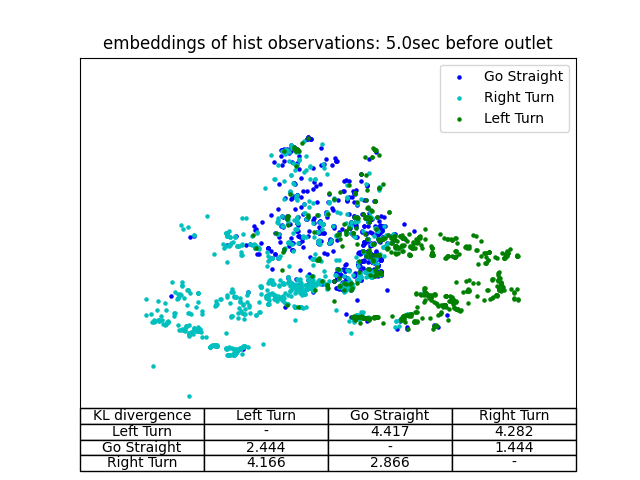 embeddings of hist observations: 5.0sec before outlet
Go Straight
Right Turn
Left Turn
KL divergence Left Turn Go Straight Right Turn
Left Turn - 4.417 4.282
Go Straight 2.444 - 1.444
Right Turn 4.166 2.866 -